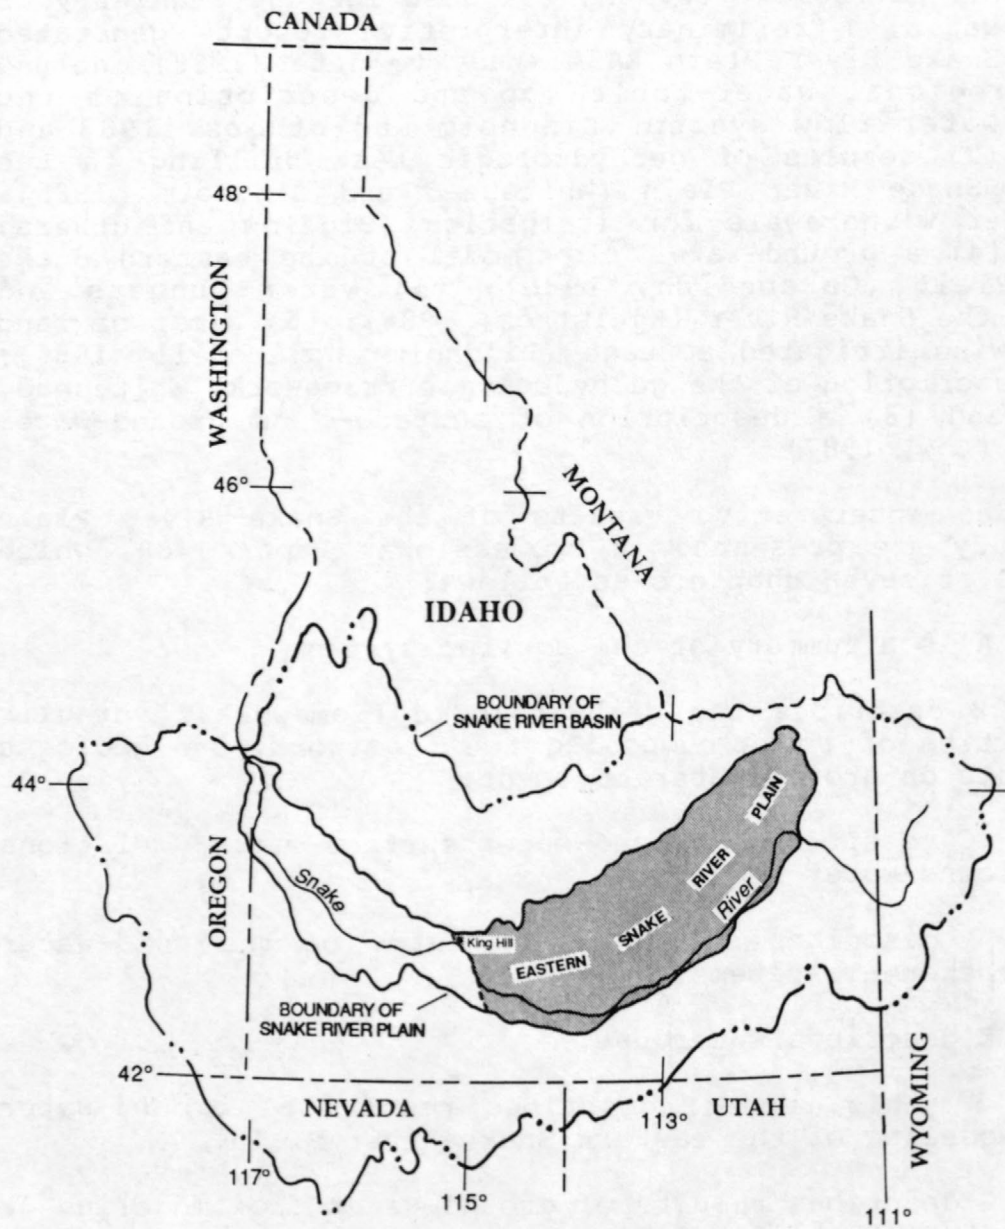 CANADA
48°
WASHINGTON
46°
MONTANA
IDAHO
BOUNDARY OF
SNAKE RIVER BASIN
44°
OREGON
Snake
King Hill
EASTERN
SNAKE
RIVER
PLAIN
River
BOUNDARY OF
SNAKE RIVER PLAIN
42°
NEVADA
UTAH
WYOMING
117°
115°
113°
111°